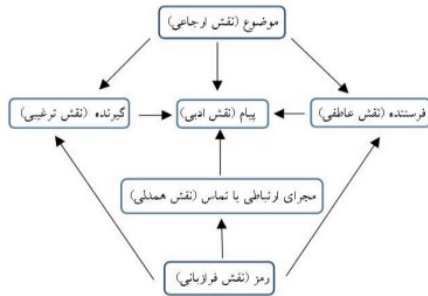 موضوع (نقش ارجاعی)
فرستنده (نقش عاطفی)
پیام (نقش ادبی)
گیرنده (نقش ترغیبی)
مجرای ارتباطی یا تماس (نقش همدلی)
رمز (نقش فرازبانی)